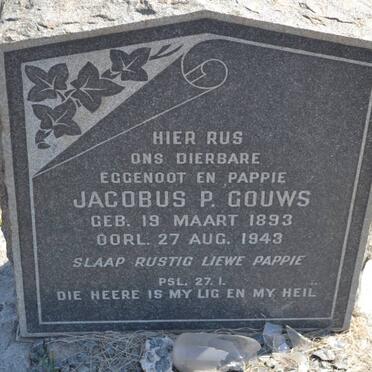 HIER RUS
ONS DIERBARE
EGGENOOT EN PAPPIE
JACOBUS P. GOUWS
GEB. 19 MAART 1893
OORL. 27 AUG. 1943
SLAAP RUSTIG LIEWE PAPPIE
PSL. 27.1.
DIE HEERE IS MY LIG EN MY HEIL